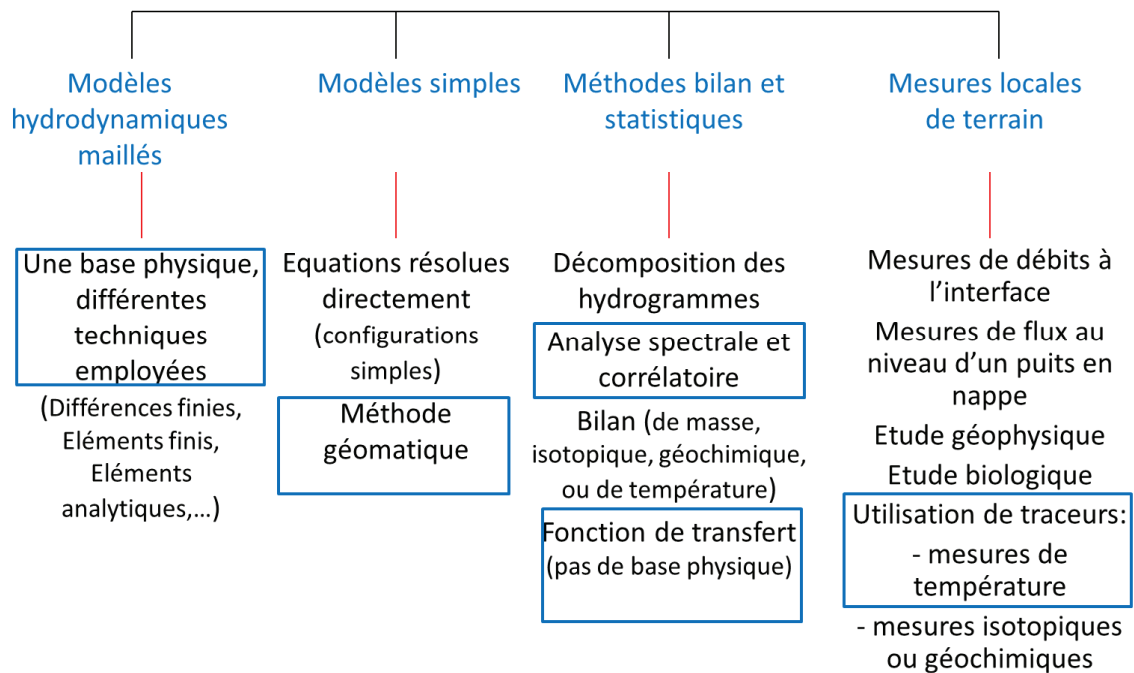 Modèles
hydrodynamiques
maillés
Une base physique,
différentes
techniques
employées
(Différences finies,
Eléments finis,
Eléments
analytiques,...)
Modèles simples
Equations résolues
directement
(configurations
simples)
Méthode
géomatique
Méthodes bilan et
statistiques
Décomposition des
hydrogrammes
Analyse spectrale et
corrélatoire
Bilan (de masse,
isotopique, géochimique,
ou de température)
Fonction de transfert
(pas de base physique)
Mesures locales
de terrain
Mesures de débits à
l’interface
Mesures de flux au
niveau d’un puits en
nappe
Etude géophysique
Etude biologique
Utilisation de traceurs:
- mesures de
température
- mesures isotopiques
ou géochimiques